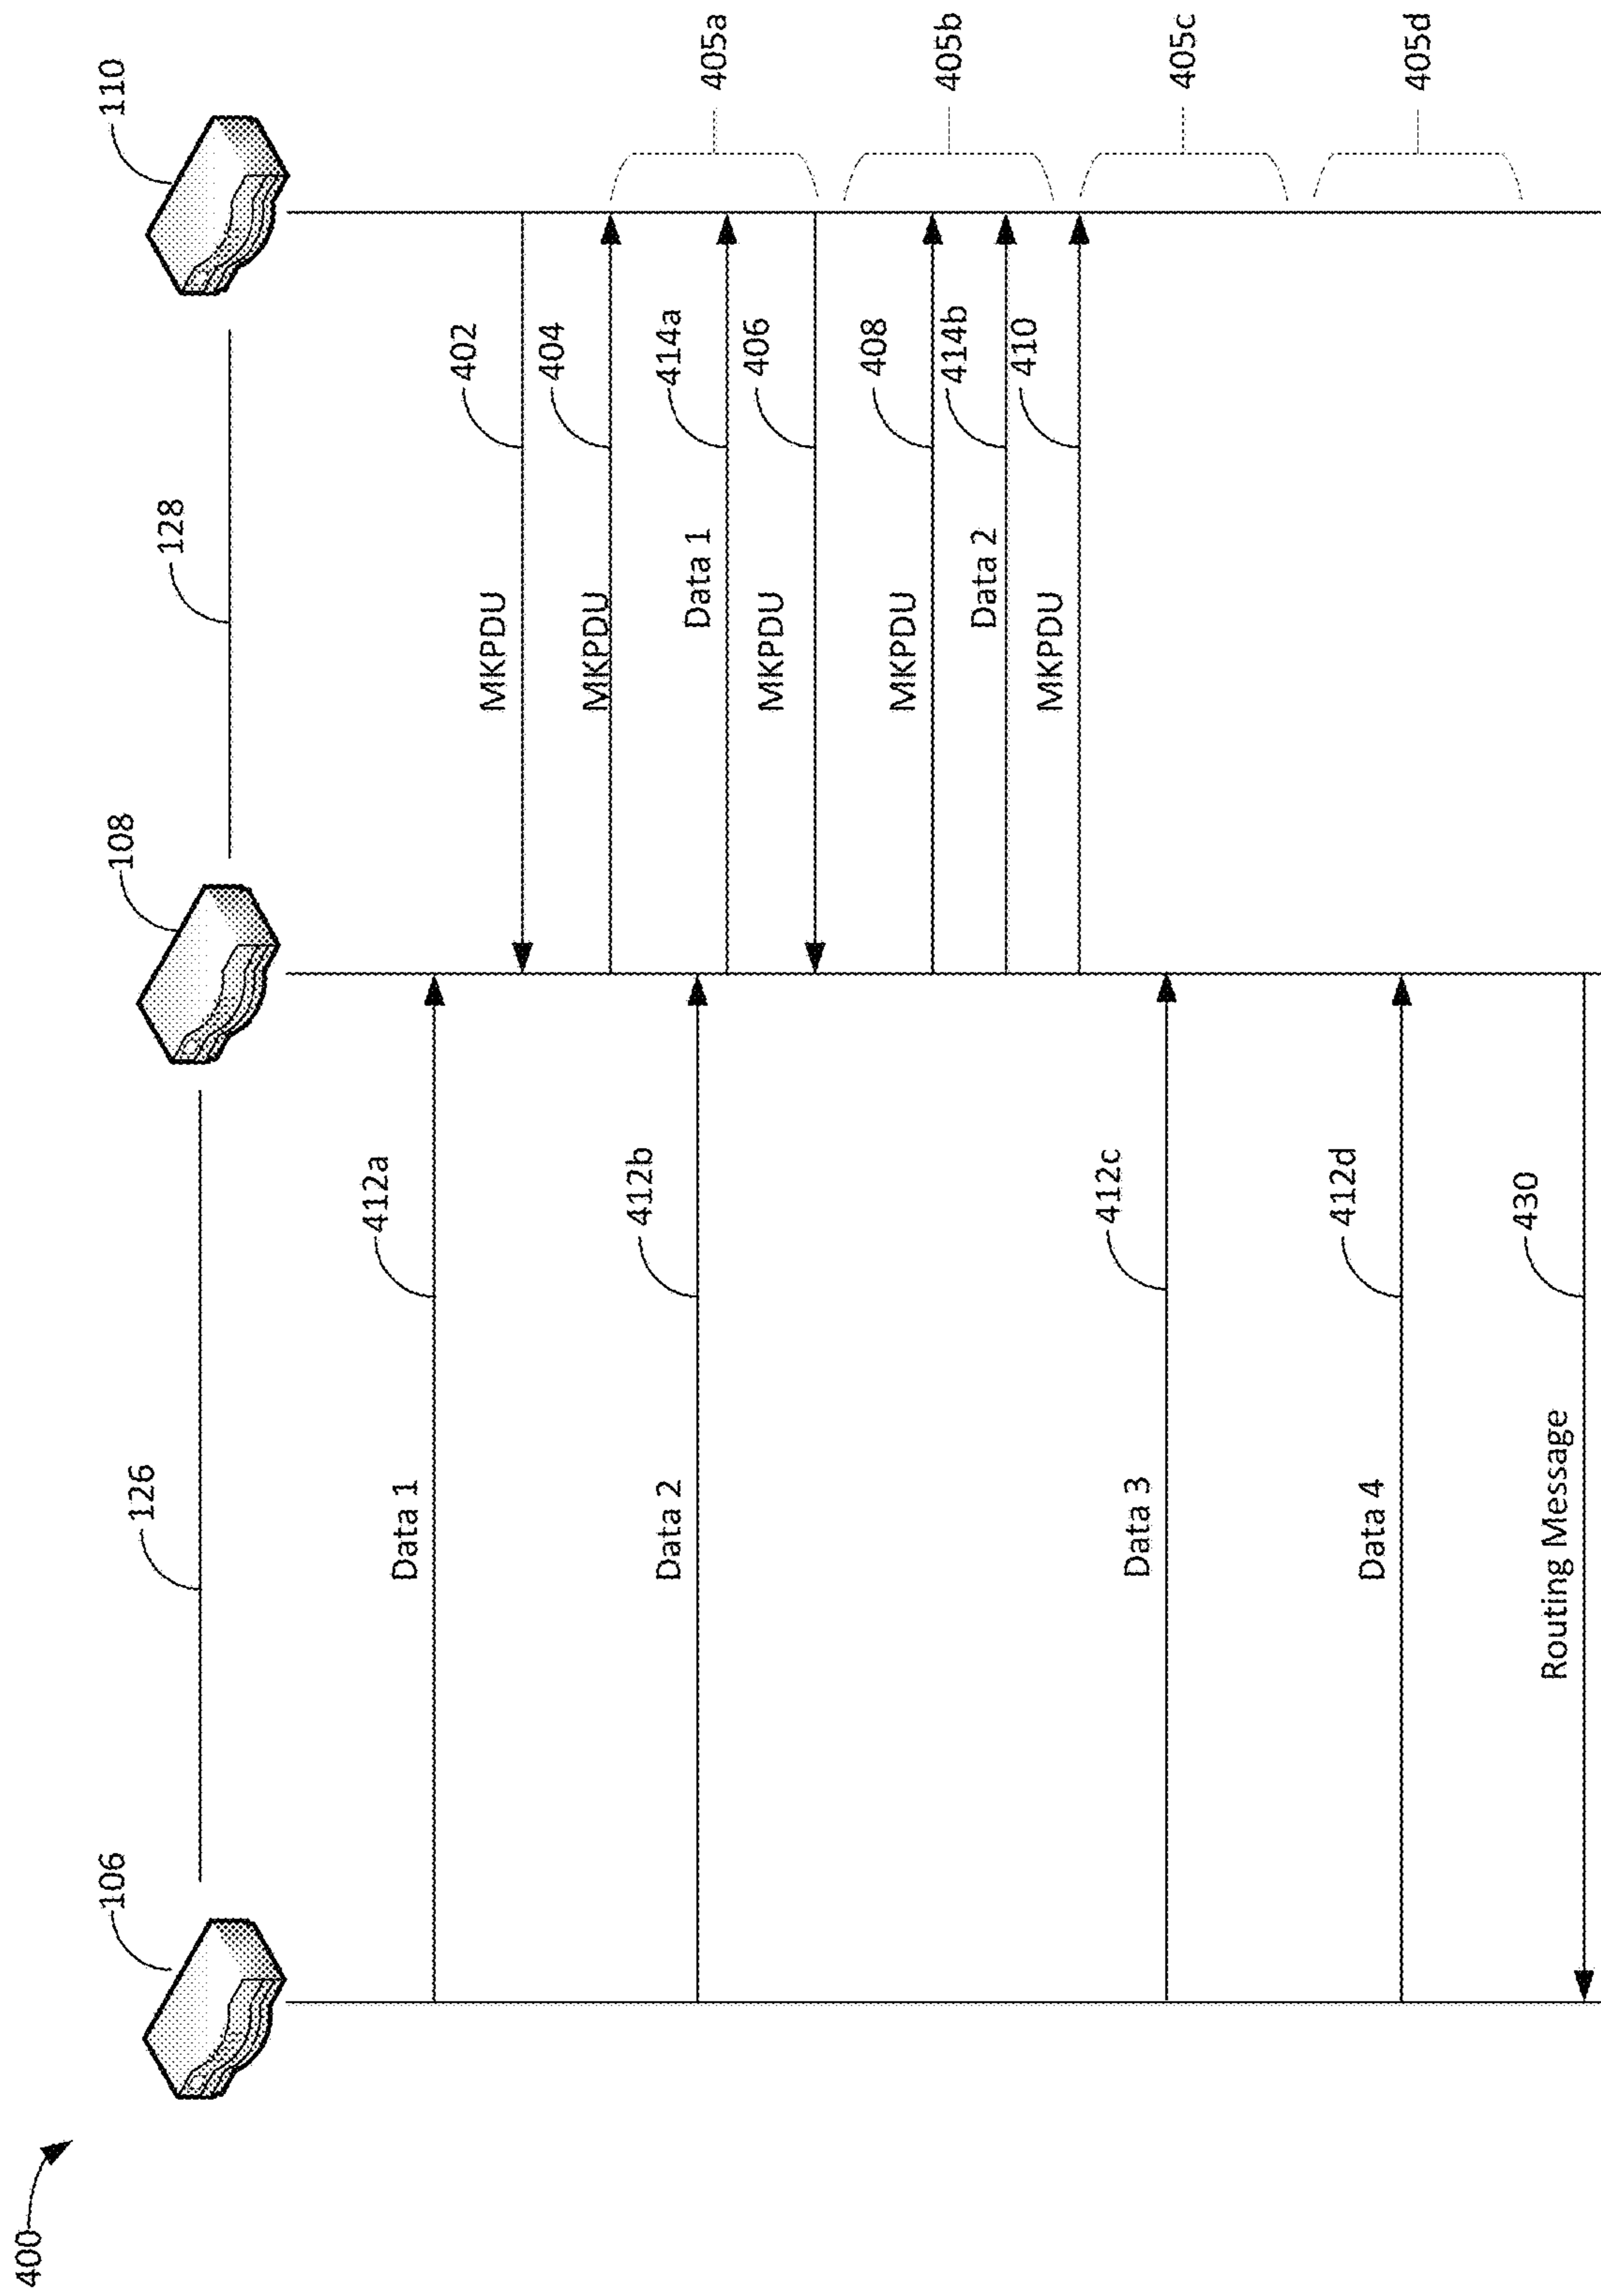 400
106
126
108
128
110
412a
Data 1
402
MKPDU
404
MKPDU
405a
412b
Data 2
414a
Data 1
406
MKPDU
408
MKPDU
405b
414b
Data 2
410
MKPDU
412c
Data 3
405c
412d
Data 4
405d
430
Routing Message